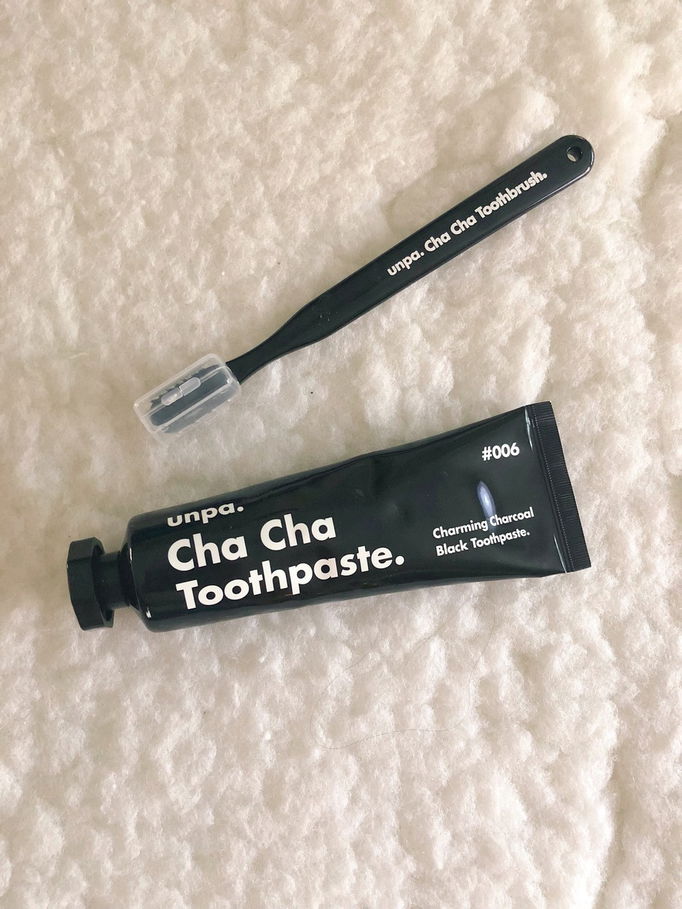 unpa. Cha Cha Toothbrush.
#006
unpa.
Cha Cha
Toothpaste.
Charming Charcoal
Black Toothpaste.